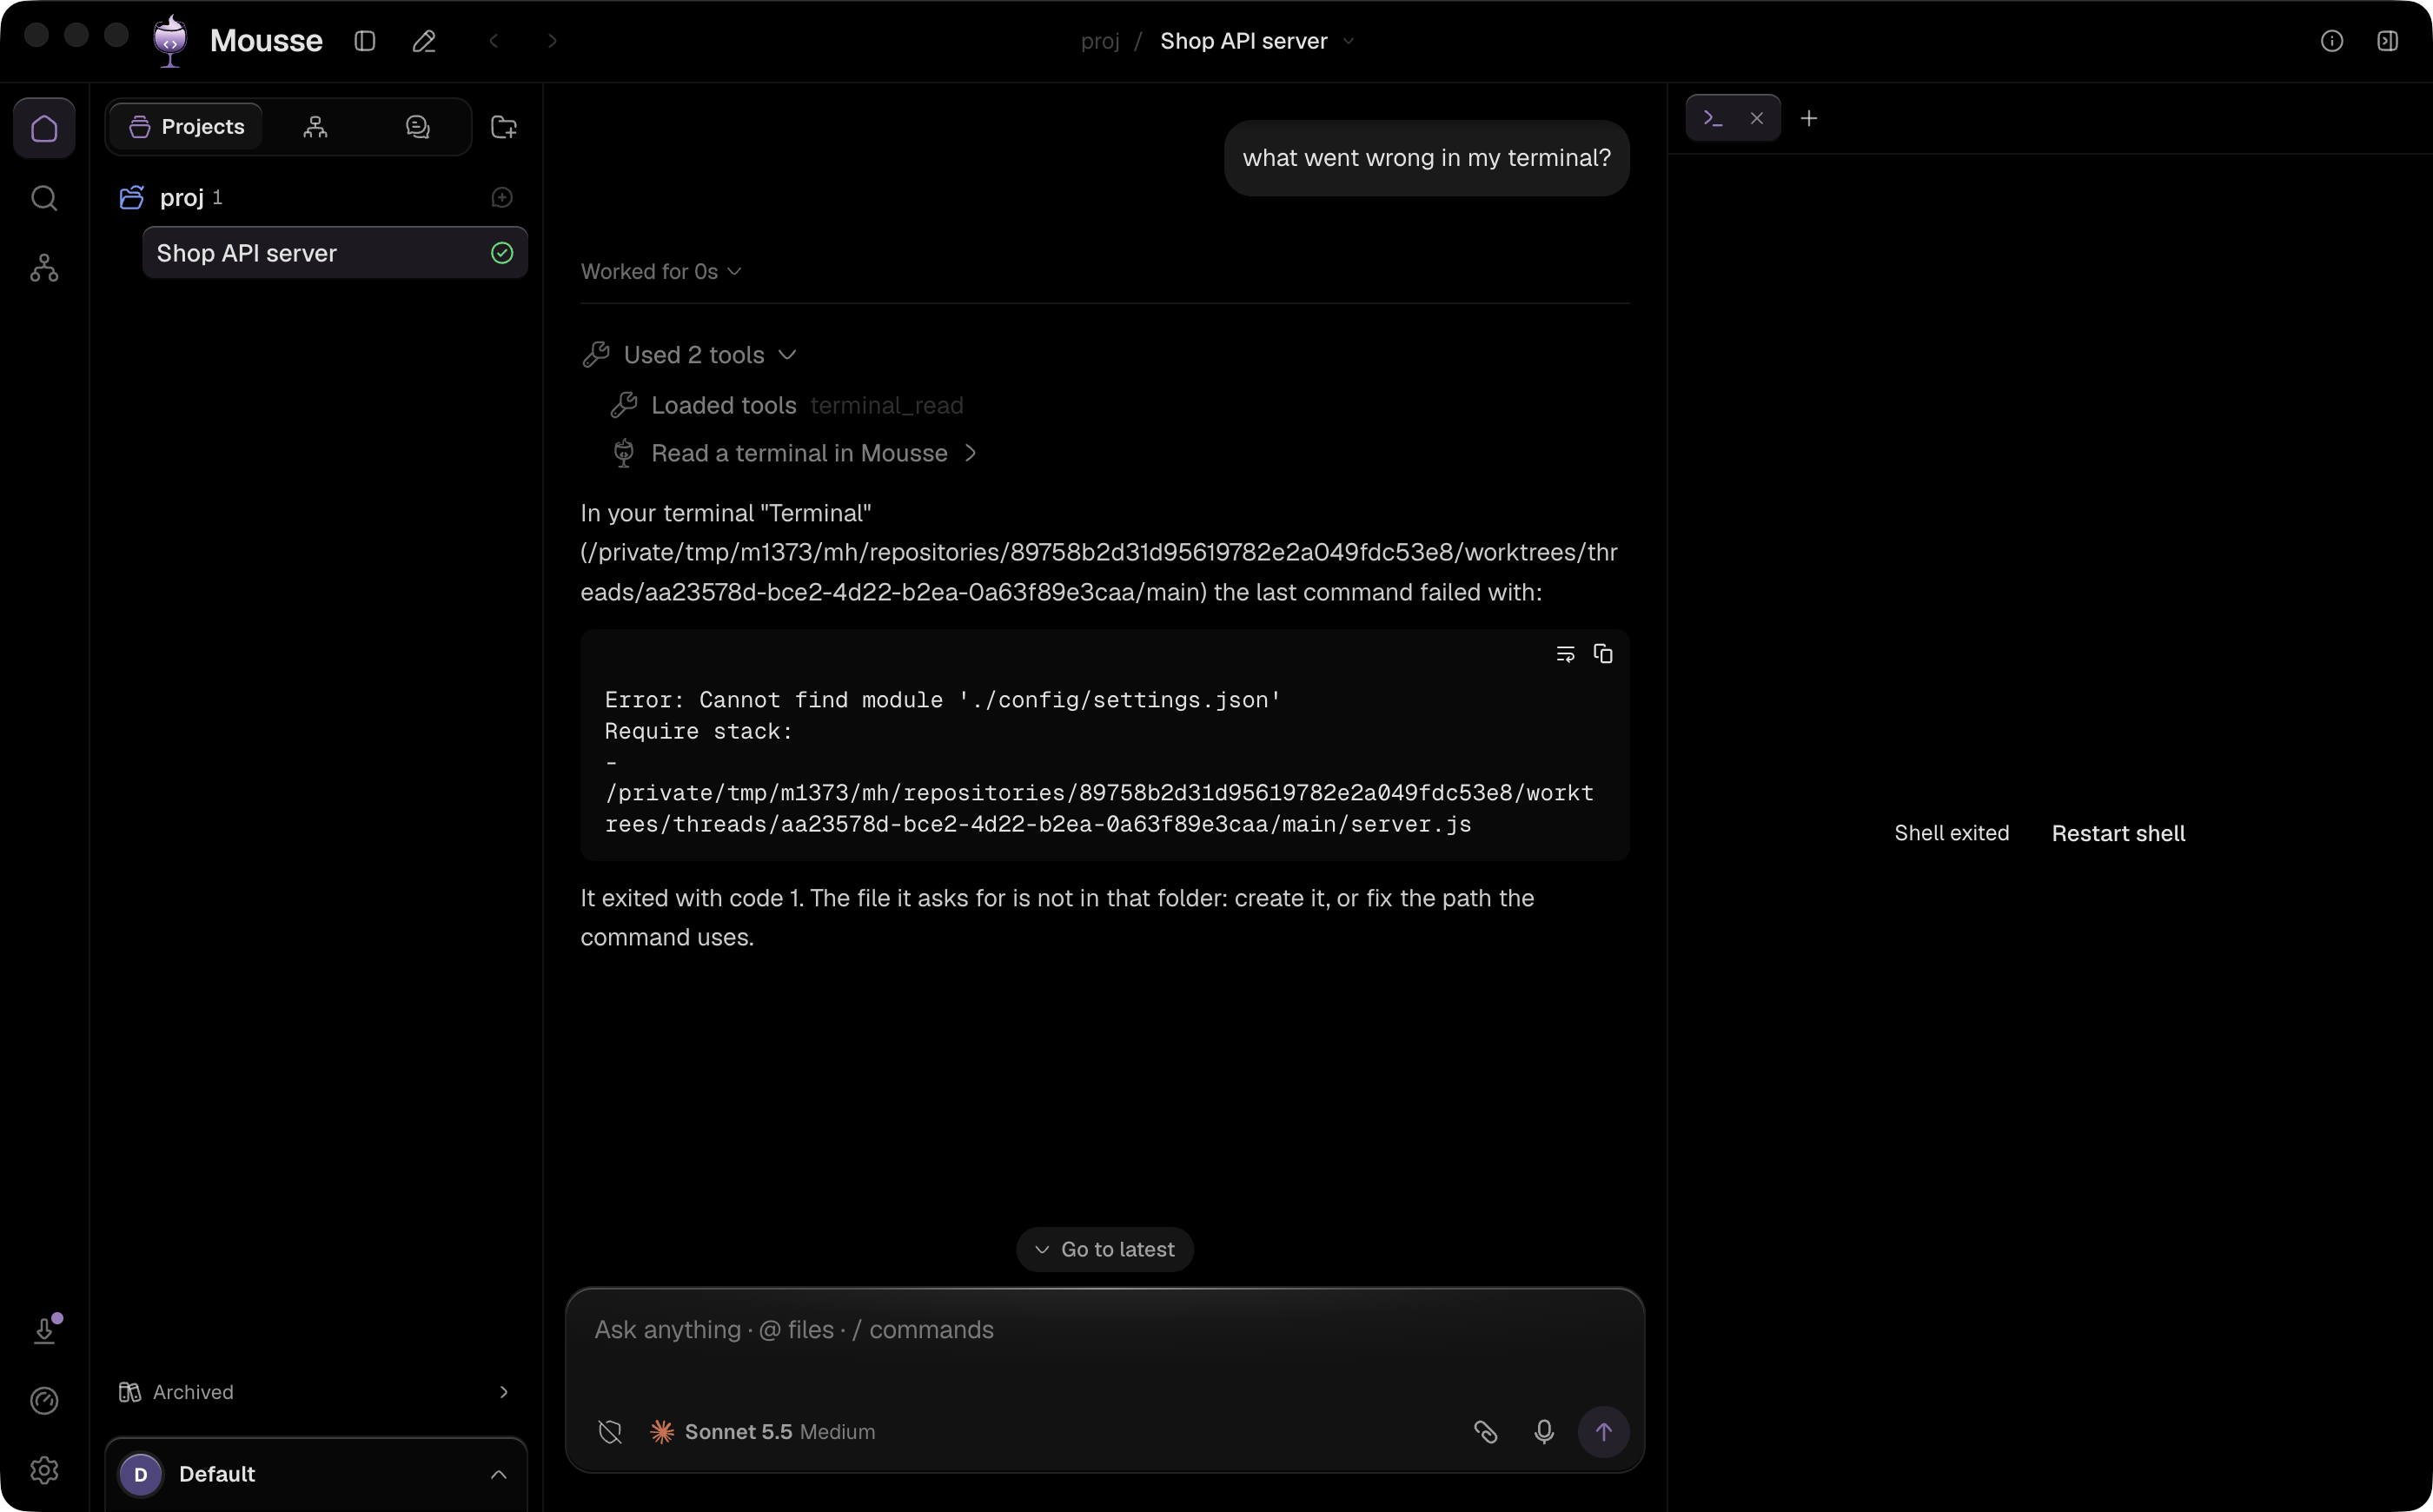 Mousse
proj / Shop API server
Projects
proj 1
Shop API server
what went wrong in my terminal?
Worked for 0s
Used 2 tools
Loaded tools terminal_read
Read a terminal in Mousse
In your terminal "Terminal"
(/private/tmp/m1373/mh/repositories/89758b2d31d95619782e2a049fdc53e8/worktrees/thr
eads/aa23578d-bce2-4d22-b2ea-0a63f89e3caa/main) the last command failed with:
Error: Cannot find module './config/settings.json'
Require stack:
-
/private/tmp/m1373/mh/repositories/89758b2d31d95619782e2a049fdc53e8/workt
rees/threads/aa23578d-bce2-4d22-b2ea-0a63f89e3caa/main/server.js
It exited with code 1. The file it asks for is not in that folder: create it, or fix the path the
command uses.
Shell exited Restart shell
Go to latest
Ask anything · @ files · / commands
Sonnet 5.5 Medium
Archived
D Default